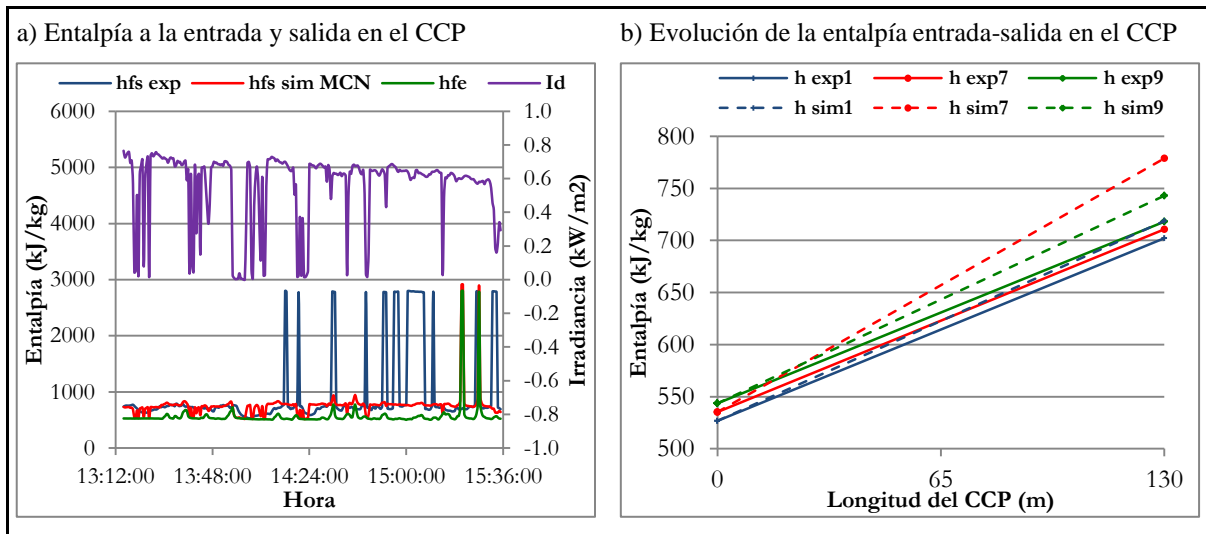 a) Entalpía a la entrada y salida en el CCP
hfs exp hfs sim MCN hfe Id
6000
5000
4000
3000
2000
1000
0
Entalpía (kJ/kg)
1.0
0.8
0.6
0.4
0.2
0.0
-0.2
-0.4
-0.6
-0.8
-1.0
Irradiancia (kW/m2)
13:12:00 13:48:00 14:24:00 15:00:00 15:36:00
Hora
b) Evolución de la entalpía entrada-salida en el CCP
h exp1 h exp7 h exp9
h sim1 h sim7 h sim9
800
750
700
650
600
550
500
Entalpía (kJ/kg)
0 65 130
Longitud del CCP (m)